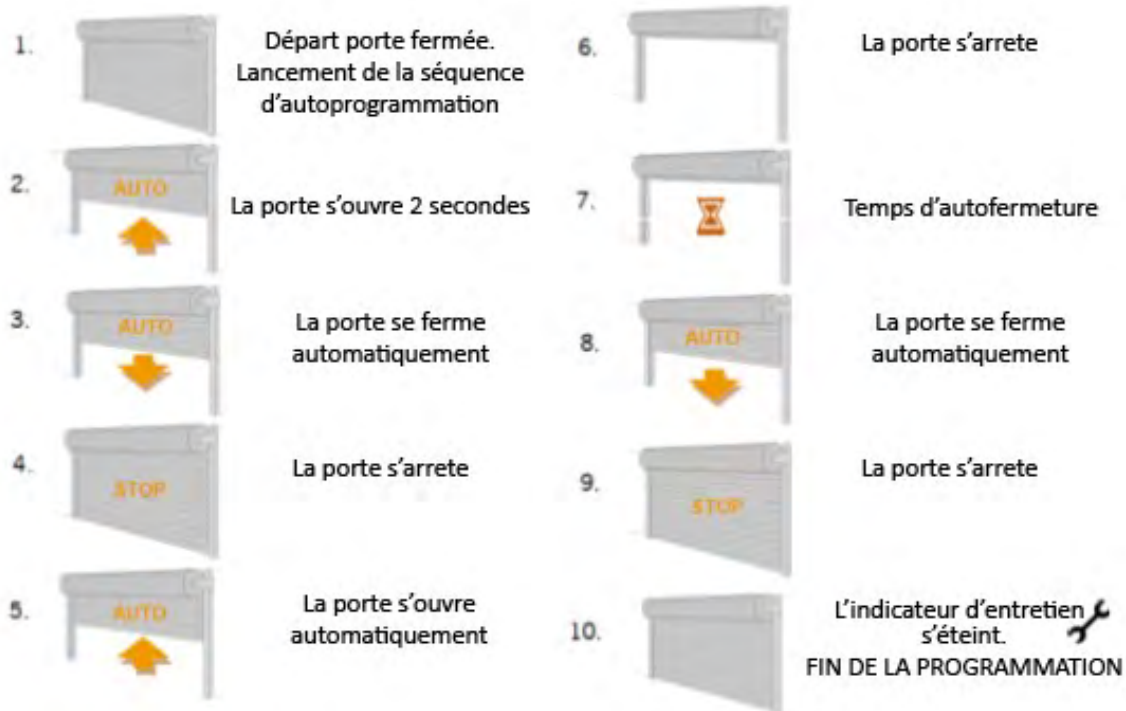 1.
Départ porte fermée.
Lancement de la séquence
d'autoprogrammation
2.
AUTO
La porte s'ouvre 2 secondes
3.
AUTO
La porte se ferme
automatiquement
4.
STOP
La porte s'arrete
5.
AUTO
La porte s'ouvre
automatiquement
6.
La porte s'arrete
7.
Temps d'autofermeture
8.
AUTO
La porte se ferme
automatiquement
9.
STOP
La porte s'arrete
10.
L'indicateur d'entretien
s'éteint.
FIN DE LA PROGRAMMATION